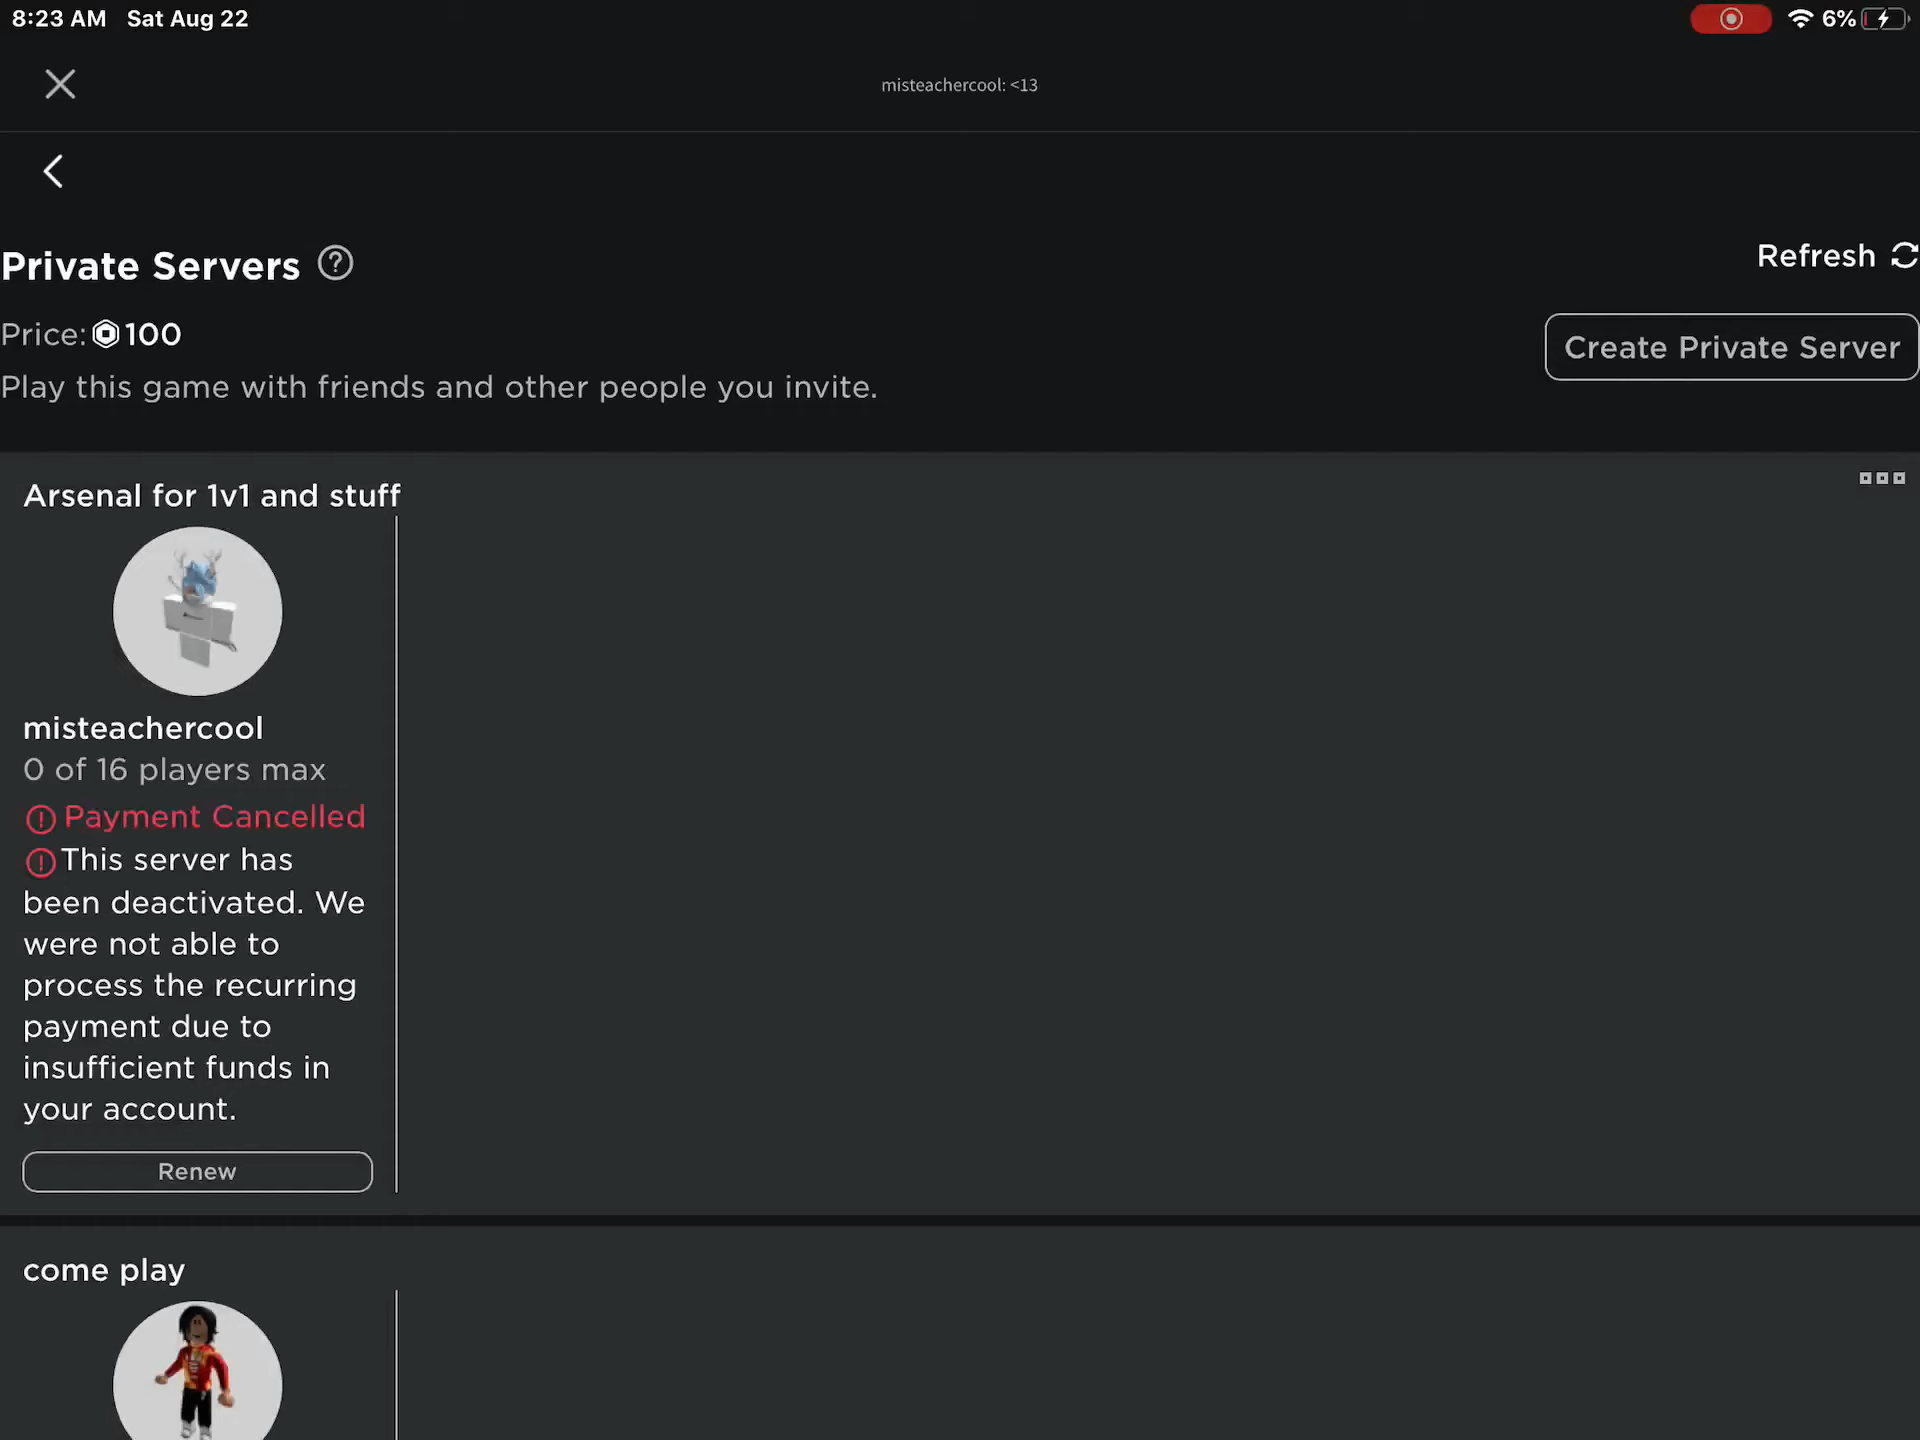 8:23 AM Sat Aug 22 6%
misteachercool: <13
Private Servers
Refresh
Price: 100
Create Private Server
Play this game with friends and other people you invite.
Arsenal for 1v1 and stuff
misteachercool
0 of 16 players max
Payment Cancelled
This server has
been deactivated. We
were not able to
process the recurring
payment due to
insufficient funds in
your account.
Renew
come play